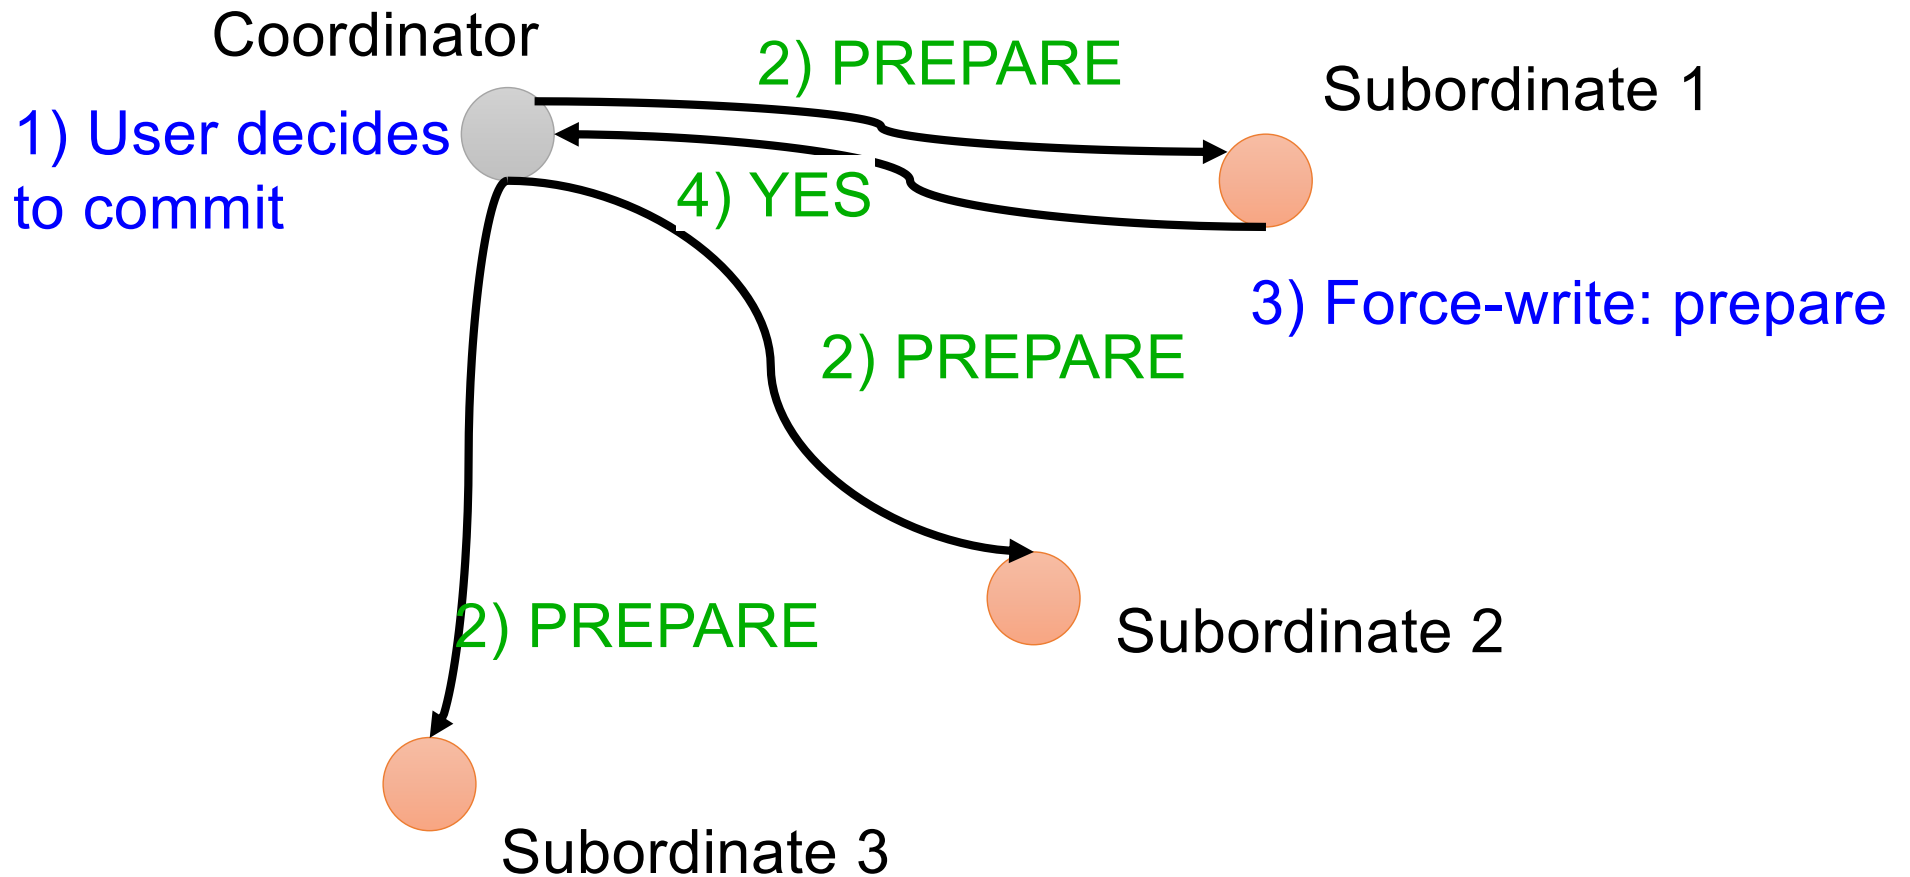 Coordinator
2) PREPARE
Subordinate 1
1) User decides
to commit
4) YES
3) Force-write: prepare
2) PREPARE
2) PREPARE
Subordinate 2
Subordinate 3